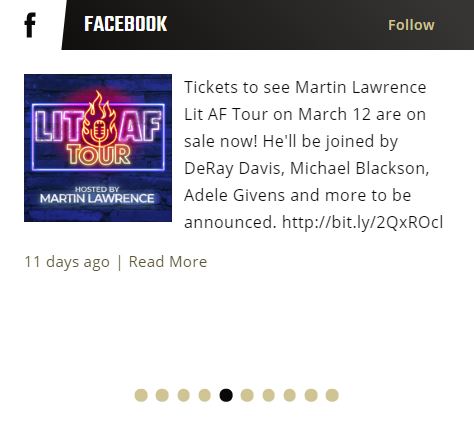 f
FACEBOOK
Follow
LIT AF
TOUR
HOSTED BY
MARTIN LAWRENCE
Tickets to see Martin Lawrence
Lit AF Tour on March 12 are on
sale now! He'll be joined by
DeRay Davis, Michael Blackson,
Adele Givens and more to be
announced. http://bit.ly/2QxROcl
11 days ago | Read More